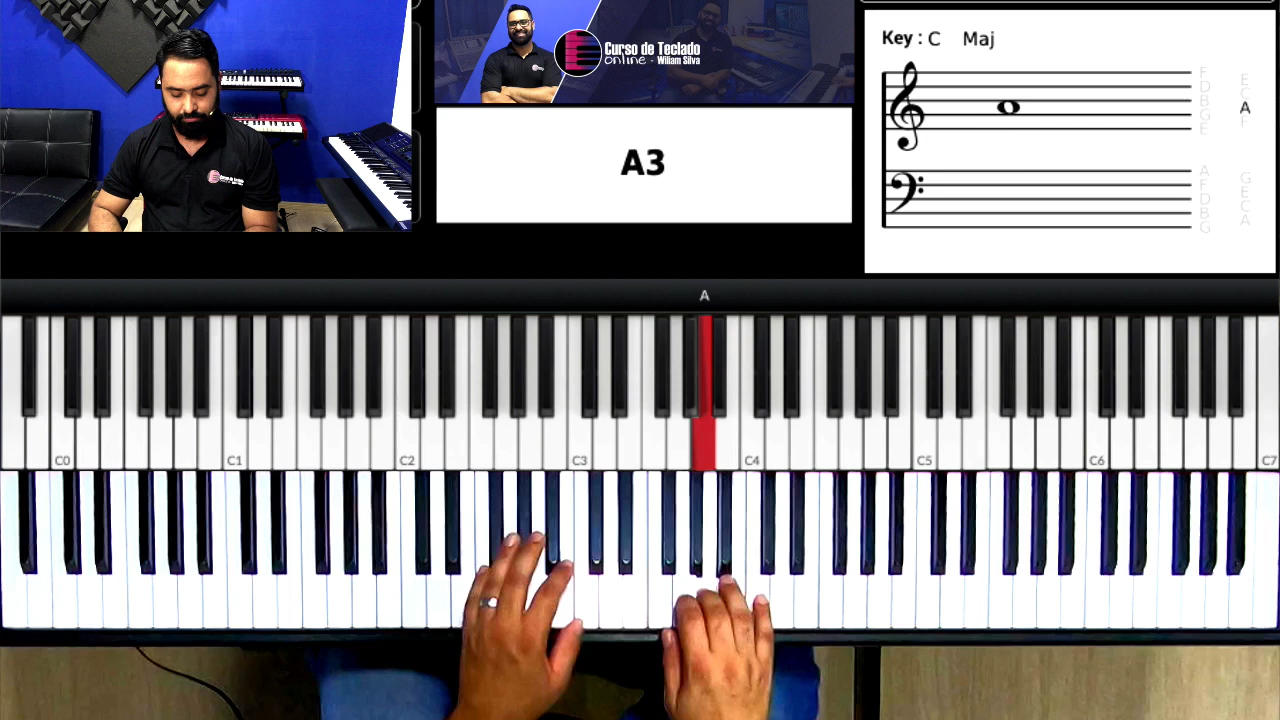 Curso de Teclado
online - Wiliam Silva
A3
Key : C Maj
F
D
B
G
E
E
C
A
F
A
F
D
B
G
G
E
C
A
A
C0 C1 C2 C3 C4 C5 C6 C7